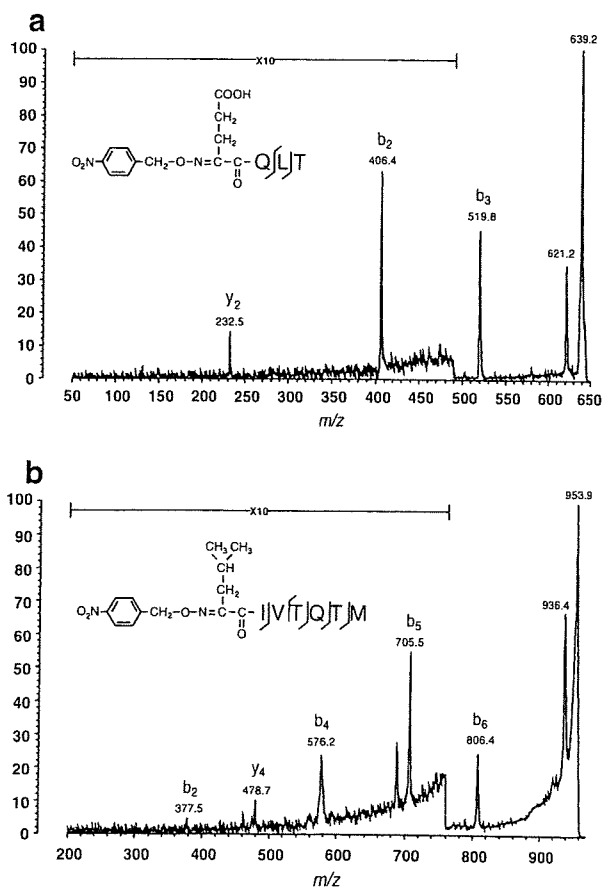 a
639.2
100
X10
90
COOH
CH2
80
CH2
b2
O2N CH2-O-N=C-C-QLT
406.4
70
O
b3
60
519.8
50
40
621.2
30
y2
20
232.5
10
0
50 100 150 200 250 300 350 400 450 500 550 600 650
m/z
b
953.9
100
X10
90
CH3 CH3
80
CH
936.4
70
CH2
O2N CH2-O-N=C-C-IVTQTM
b5
O
705.5
60
50
b4
40
576.2
b6
30
y4
806.4
b2
478.7
20
377.5
10
0
200 300 400 500 600 700 800 900
m/z